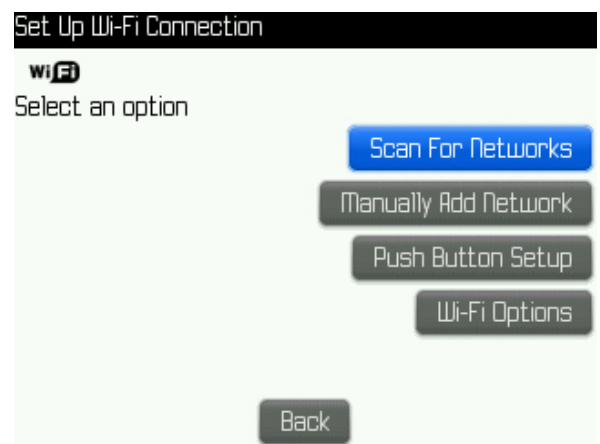 Set Up Wi-Fi Connection
WiFi
Select an option
Scan For Networks
Manually Add Network
Push Button Setup
Wi-Fi Options
Back